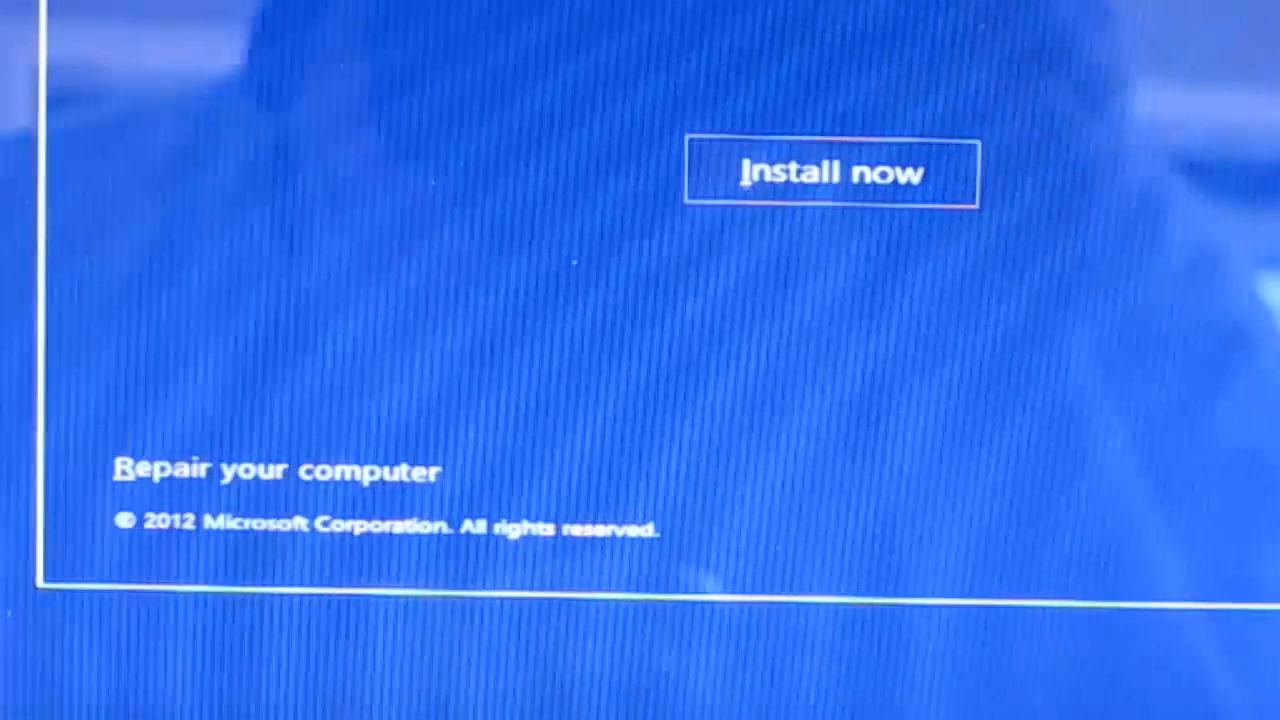 Install now
Repair your computer
© 2012 Microsoft Corporation. All rights reserved.